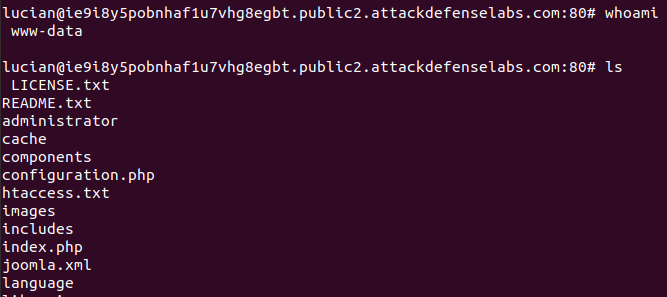 lucian@ie9i8y5pobnhaf1u7vhg8egbt.public2.attackdefenselabs.com:80# whoami
www-data
lucian@ie9i8y5pobnhaf1u7vhg8egbt.public2.attackdefenselabs.com:80# ls
LICENSE.txt
README.txt
administrator
cache
components
configuration.php
htaccess.txt
images
includes
index.php
joomla.xml
language